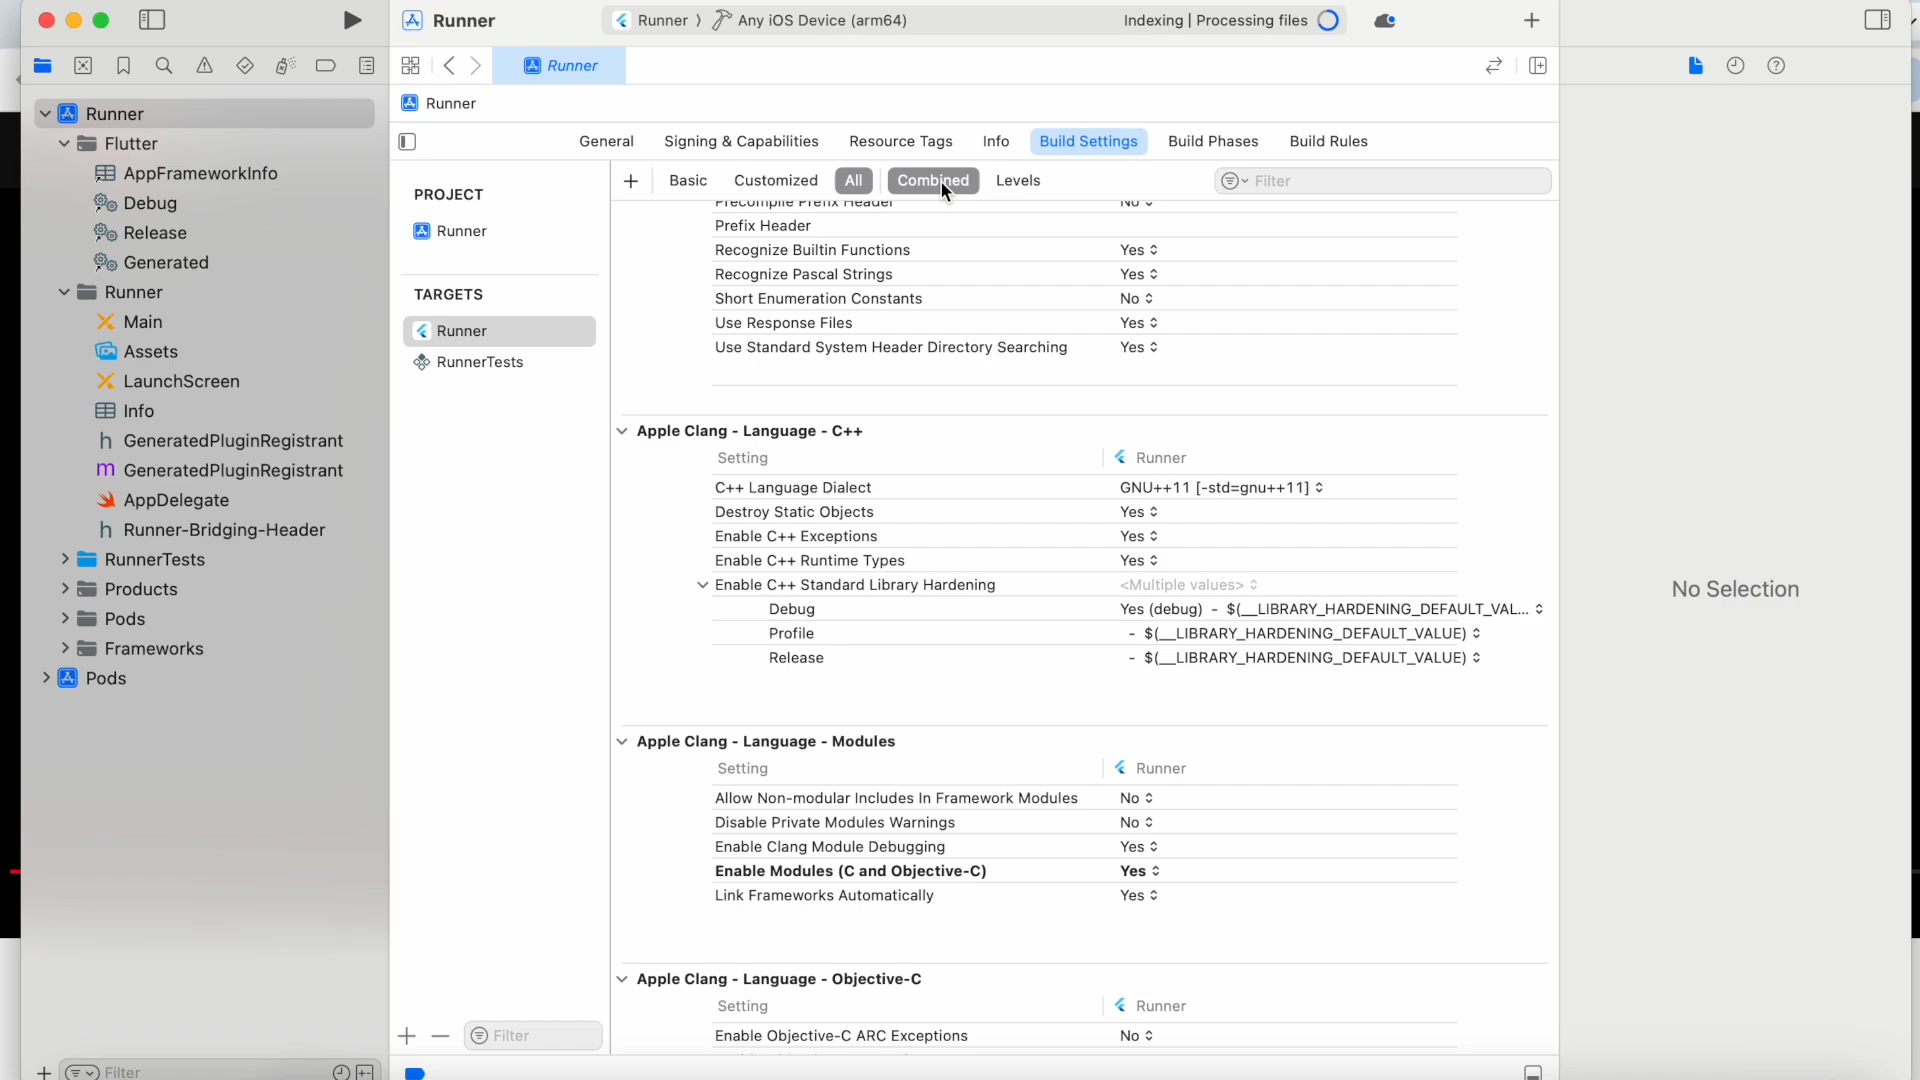 Runner
Runner 〉 Any iOS Device (arm64)
Indexing | Processing files
Runner
Runner
General
Signing & Capabilities
Resource Tags
Info
Build Settings
Build Phases
Build Rules
Basic
Customized
All
Combined
Levels
Filter
Runner
Flutter
AppFrameworkInfo
Debug
Release
Generated
Runner
Main
Assets
LaunchScreen
Info
GeneratedPluginRegistrant
GeneratedPluginRegistrant
AppDelegate
Runner-Bridging-Header
RunnerTests
Products
Pods
Frameworks
Pods
Filter
PROJECT
Runner
TARGETS
Runner
RunnerTests
Filter
Precompile Prefix Header No
Prefix Header
Recognize Builtin Functions Yes
Recognize Pascal Strings Yes
Short Enumeration Constants No
Use Response Files Yes
Use Standard System Header Directory Searching Yes
Apple Clang - Language - C++
Setting Runner
C++ Language Dialect GNU++11 [-std=gnu++11]
Destroy Static Objects Yes
Enable C++ Exceptions Yes
Enable C++ Runtime Types Yes
Enable C++ Standard Library Hardening <Multiple values>
Debug Yes (debug) - $(__LIBRARY_HARDENING_DEFAULT_VAL...
Profile - $(__LIBRARY_HARDENING_DEFAULT_VALUE)
Release - $(__LIBRARY_HARDENING_DEFAULT_VALUE)
Apple Clang - Language - Modules
Setting Runner
Allow Non-modular Includes In Framework Modules No
Disable Private Modules Warnings No
Enable Clang Module Debugging Yes
Enable Modules (C and Objective-C) Yes
Link Frameworks Automatically Yes
Apple Clang - Language - Objective-C
Setting Runner
Enable Objective-C ARC Exceptions No
No Selection